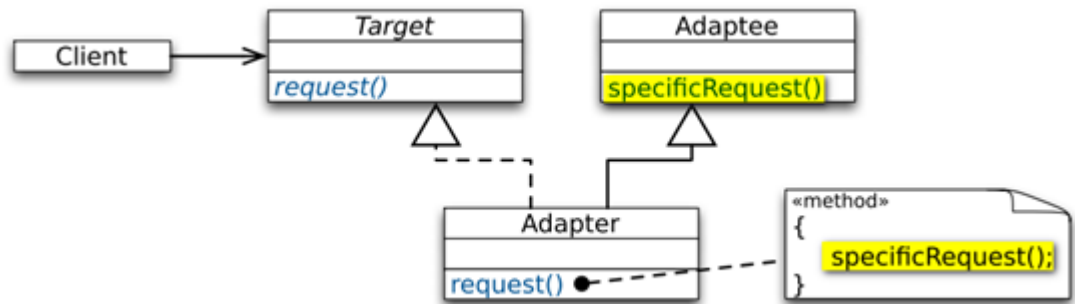 Target
Adaptee
Client
request()
specificRequest()
Adapter
request()
«method»
{
specificRequest();
}